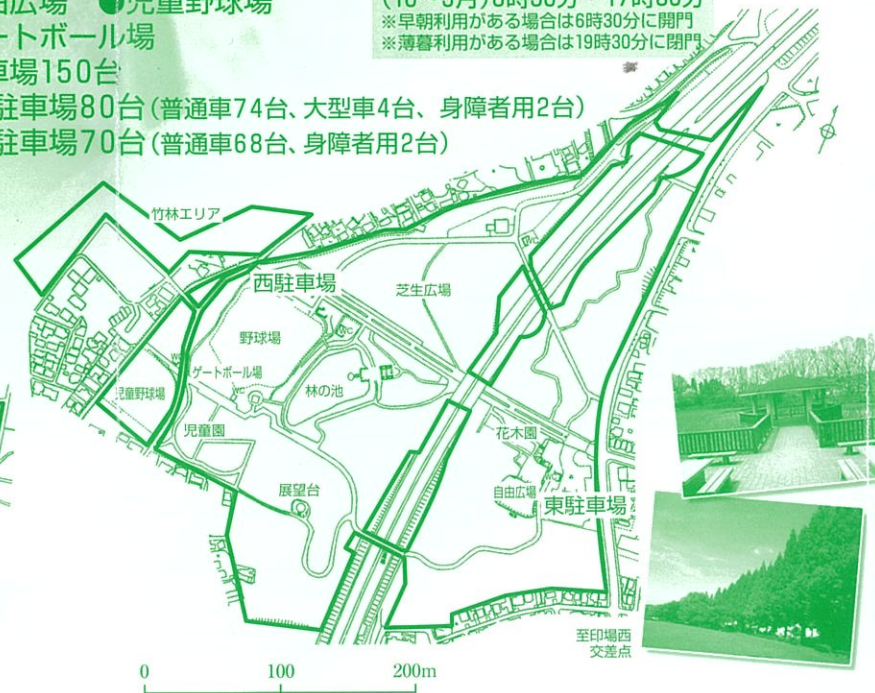 広場 ●児童野球場
ートボール場
車場150台
駐車場80台(普通車74台、大型車4台、身障者用2台)
駐車場70台(普通車68台、身障者用2台)
※早朝利用がある場合は6時30分に開門
※薄暮利用がある場合は19時30分に閉門
竹林エリア
西駐車場
芝生広場
野球場
WC
WC
WC
ゲートボール場
WC
林の池
児童野球場
児童園
花木園
展望台
自由広場
東駐車場
至印場西
交差点
0 100 200m